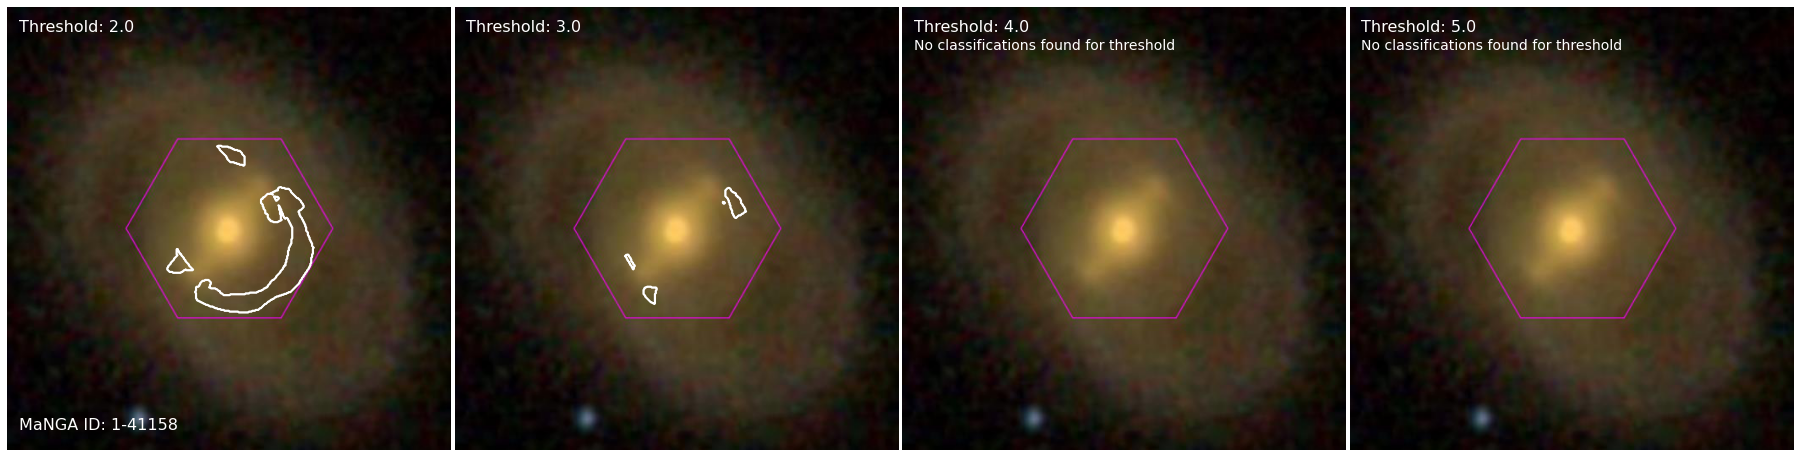 Threshold: 2.0
MaNGA ID: 1-41158
Threshold: 3.0
Threshold: 4.0
No classifications found for threshold
Threshold: 5.0
No classifications found for threshold